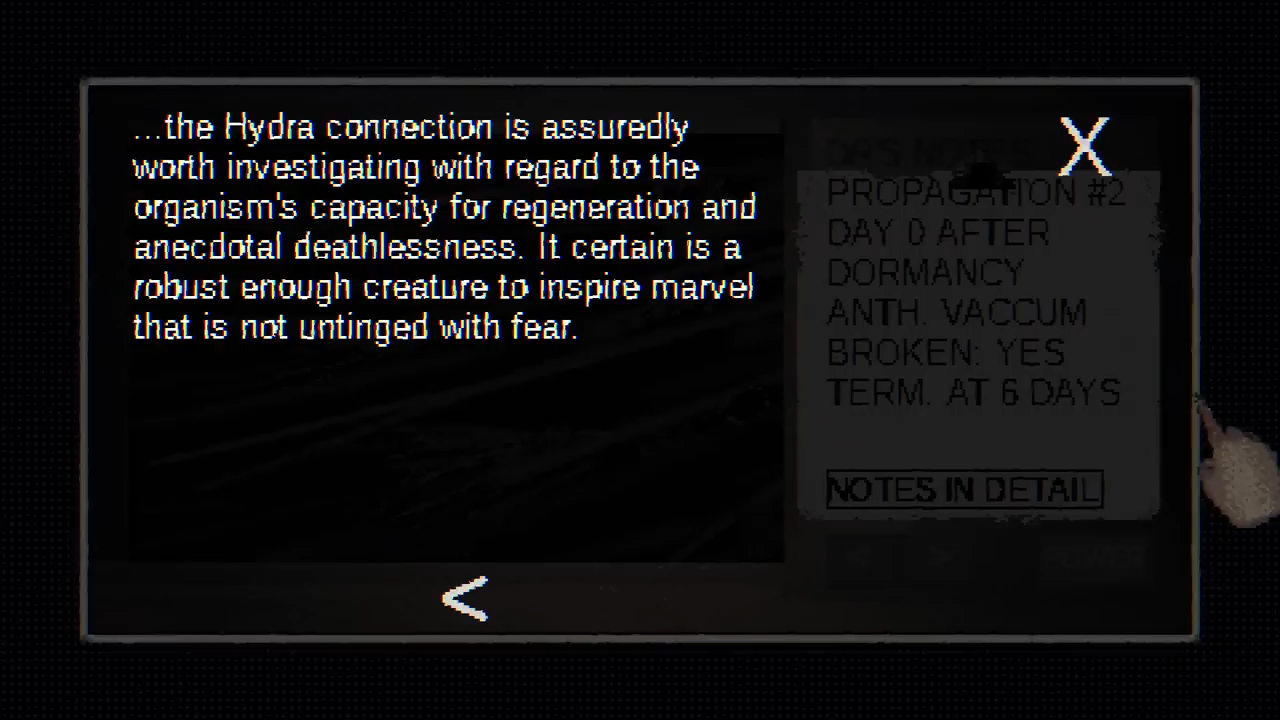 ...the Hydra connection is assuredly
worth investigating with regard to the
organism's capacity for regeneration and
anecdotal deathlessness. It certain is a
robust enough creature to inspire marvel
that is not untinged with fear.
X
OBS NOTES
PROPAGATION #2
DAY 0 AFTER
DORMANCY
ANTH. VACCUM
BROKEN: YES
TERM. AT 6 DAYS
NOTES IN DETAIL
<